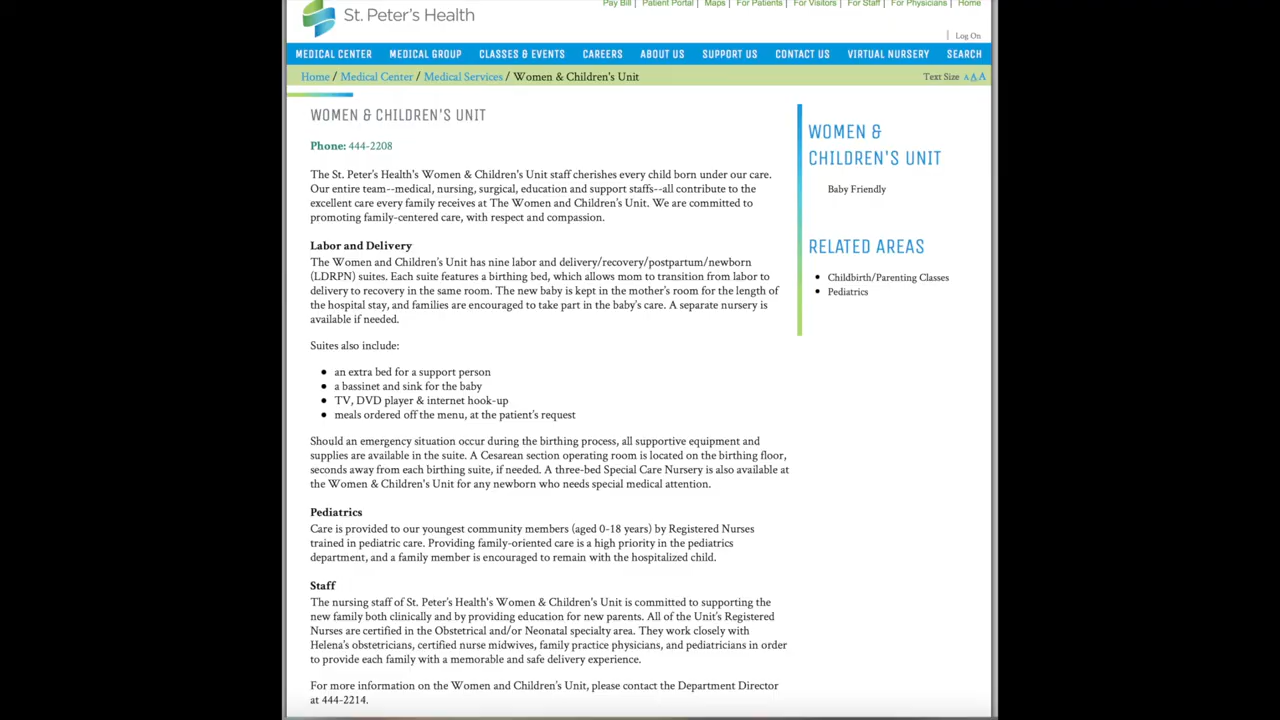 St. Peter's Health
Pay Bill | Patient Portal | Maps | For Patients | For Visitors | For Staff | For Physicians | Home
| Log On
MEDICAL CENTER MEDICAL GROUP CLASSES & EVENTS CAREERS ABOUT US SUPPORT US CONTACT US VIRTUAL NURSERY SEARCH
Home / Medical Center / Medical Services / Women & Children's Unit
Text Size A A A
WOMEN & CHILDREN'S UNIT
Phone: 444-2208
The St. Peter's Health's Women & Children's Unit staff cherishes every child born under our care.
Our entire team--medical, nursing, surgical, education and support staffs--all contribute to the
excellent care every family receives at The Women and Children's Unit. We are committed to
promoting family-centered care, with respect and compassion.
Labor and Delivery
The Women and Children's Unit has nine labor and delivery/recovery/postpartum/newborn
(LDRPN) suites. Each suite features a birthing bed, which allows mom to transition from labor to
delivery to recovery in the same room. The new baby is kept in the mother's room for the length of
the hospital stay, and families are encouraged to take part in the baby's care. A separate nursery is
available if needed.
Suites also include:
• an extra bed for a support person
• a bassinet and sink for the baby
• TV, DVD player & internet hook-up
• meals ordered off the menu, at the patient's request
Should an emergency situation occur during the birthing process, all supportive equipment and
supplies are available in the suite. A Cesarean section operating room is located on the birthing floor,
seconds away from each birthing suite, if needed. A three-bed Special Care Nursery is also available at
the Women & Children's Unit for any newborn who needs special medical attention.
Pediatrics
Care is provided to our youngest community members (aged 0-18 years) by Registered Nurses
trained in pediatric care. Providing family-oriented care is a high priority in the pediatrics
department, and a family member is encouraged to remain with the hospitalized child.
Staff
The nursing staff of St. Peter's Health's Women & Children's Unit is committed to supporting the
new family both clinically and by providing education for new parents. All of the Unit's Registered
Nurses are certified in the Obstetrical and/or Neonatal specialty area. They work closely with
Helena's obstetricians, certified nurse midwives, family practice physicians, and pediatricians in order
to provide each family with a memorable and safe delivery experience.
For more information on the Women and Children's Unit, please contact the Department Director
at 444-2214.
WOMEN &
CHILDREN'S UNIT
Baby Friendly
RELATED AREAS
• Childbirth/Parenting Classes
• Pediatrics